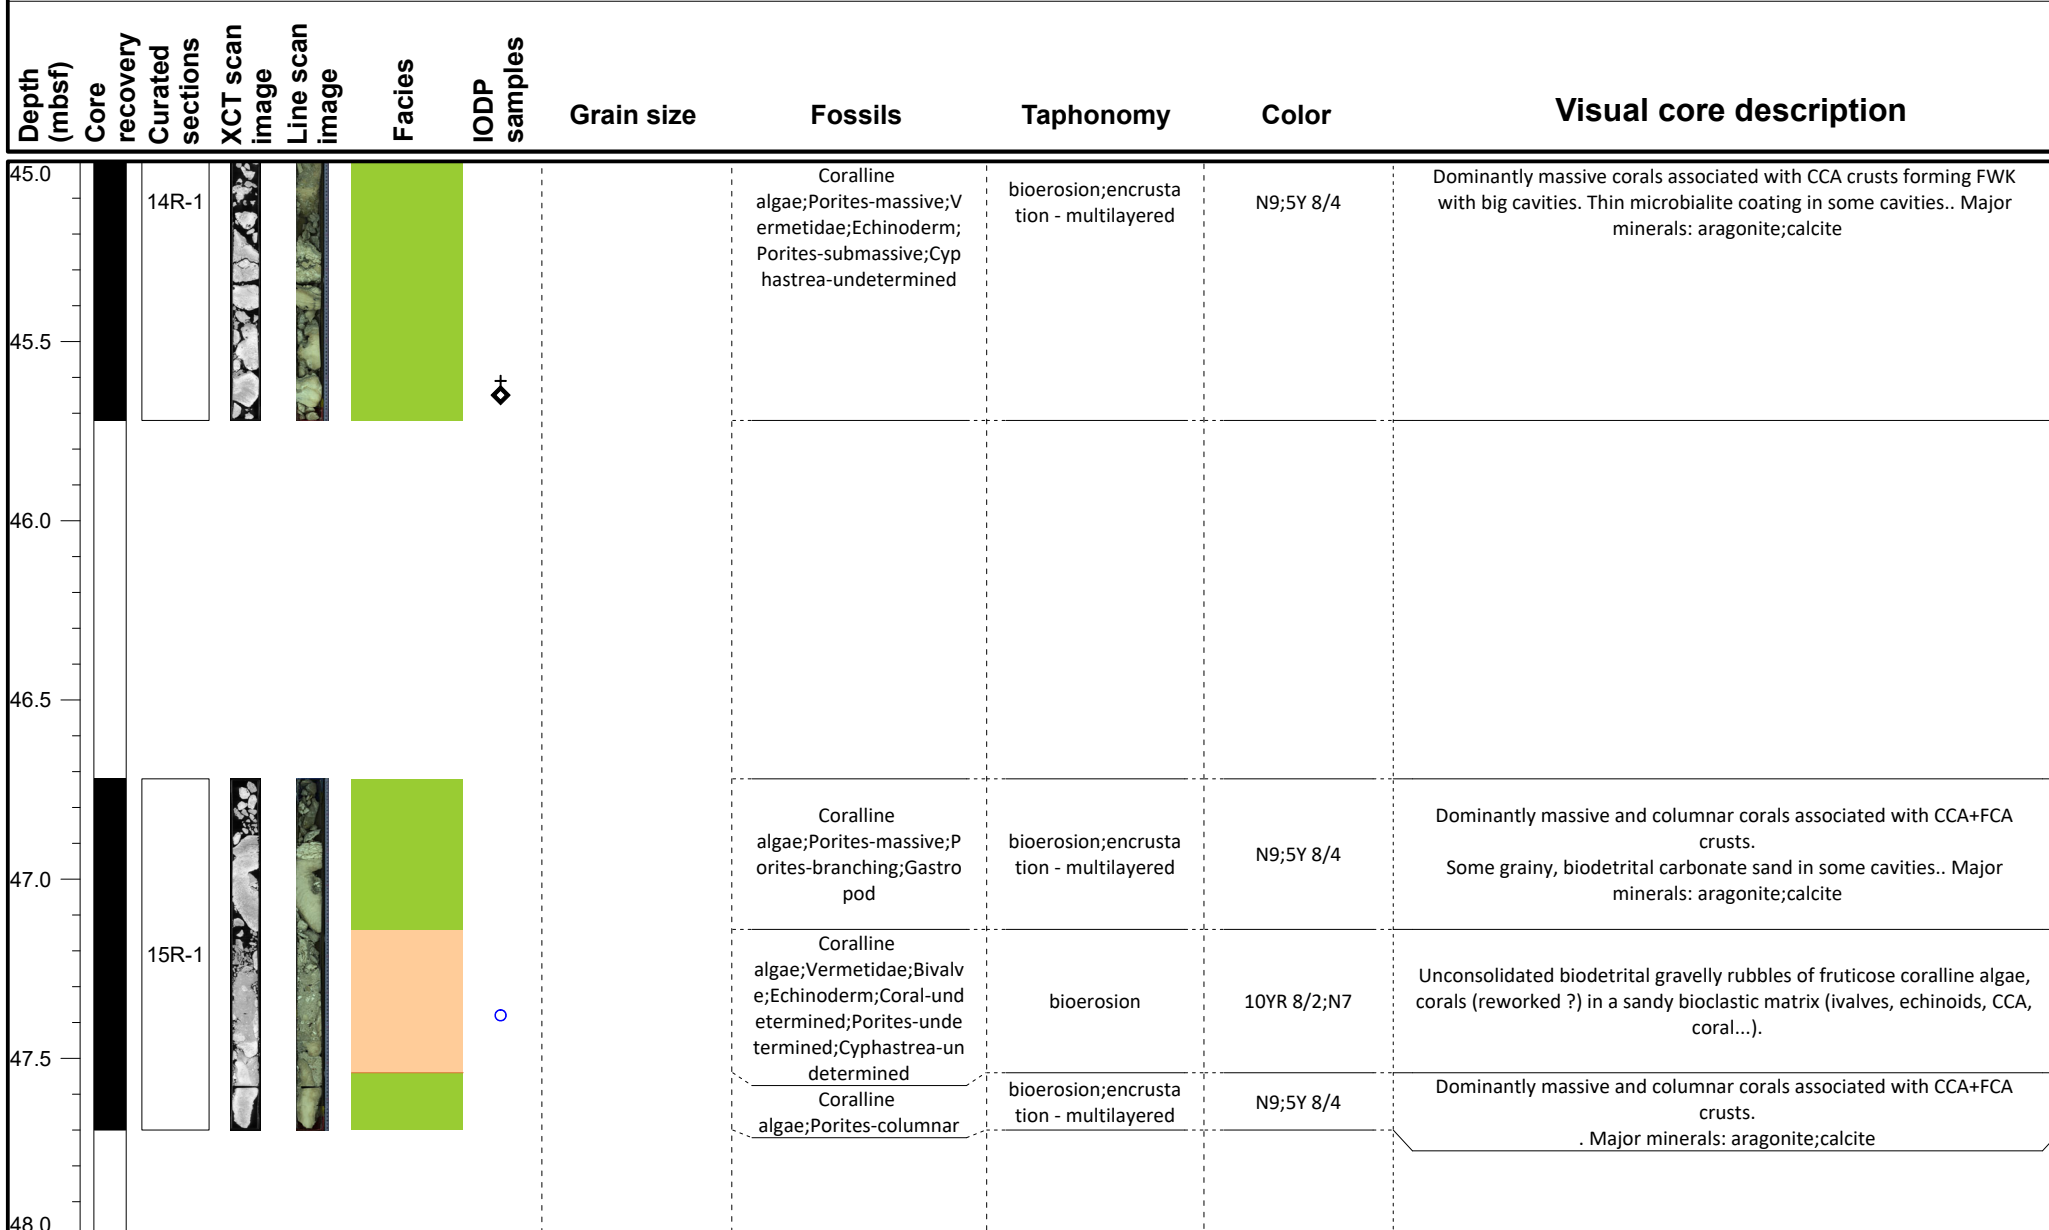 Depth
(mbsf)
Core
recovery
Curated
sections
XCT scan
image
Line scan
image
Facies
IODP
samples
Grain size
Fossils
Taphonomy
Color
Visual core description
45.0
14R-1
Coralline
algae;Porites-massive;V
ermetidae;Echinoderm;
Porites-submassive;Cyp
hastrea-undetermined
bioerosion;encrusta
tion - multilayered
N9;5Y 8/4
Dominantly massive corals associated with CCA crusts forming FWK
with big cavities. Thin microbialite coating in some cavities.. Major
minerals: aragonite;calcite
45.5
46.0
46.5
Coralline
algae;Porites-massive;P
orites-branching;Gastro
pod
bioerosion;encrusta
tion - multilayered
N9;5Y 8/4
Dominantly massive and columnar corals associated with CCA+FCA
crusts.
Some grainy, biodetrital carbonate sand in some cavities.. Major
minerals: aragonite;calcite
47.0
15R-1
Coralline
algae;Vermetidae;Bivalv
e;Echinoderm;Coral-und
etermined;Porites-unde
termined;Cyphastrea-un
determined
bioerosion
10YR 8/2;N7
Unconsolidated biodetrital gravelly rubbles of fruticose coralline algae,
corals (reworked ?) in a sandy bioclastic matrix (ivalves, echinoids, CCA,
coral...).
47.5
Coralline
algae;Porites-columnar
bioerosion;encrusta
tion - multilayered
N9;5Y 8/4
Dominantly massive and columnar corals associated with CCA+FCA
crusts.
. Major minerals: aragonite;calcite
48.0